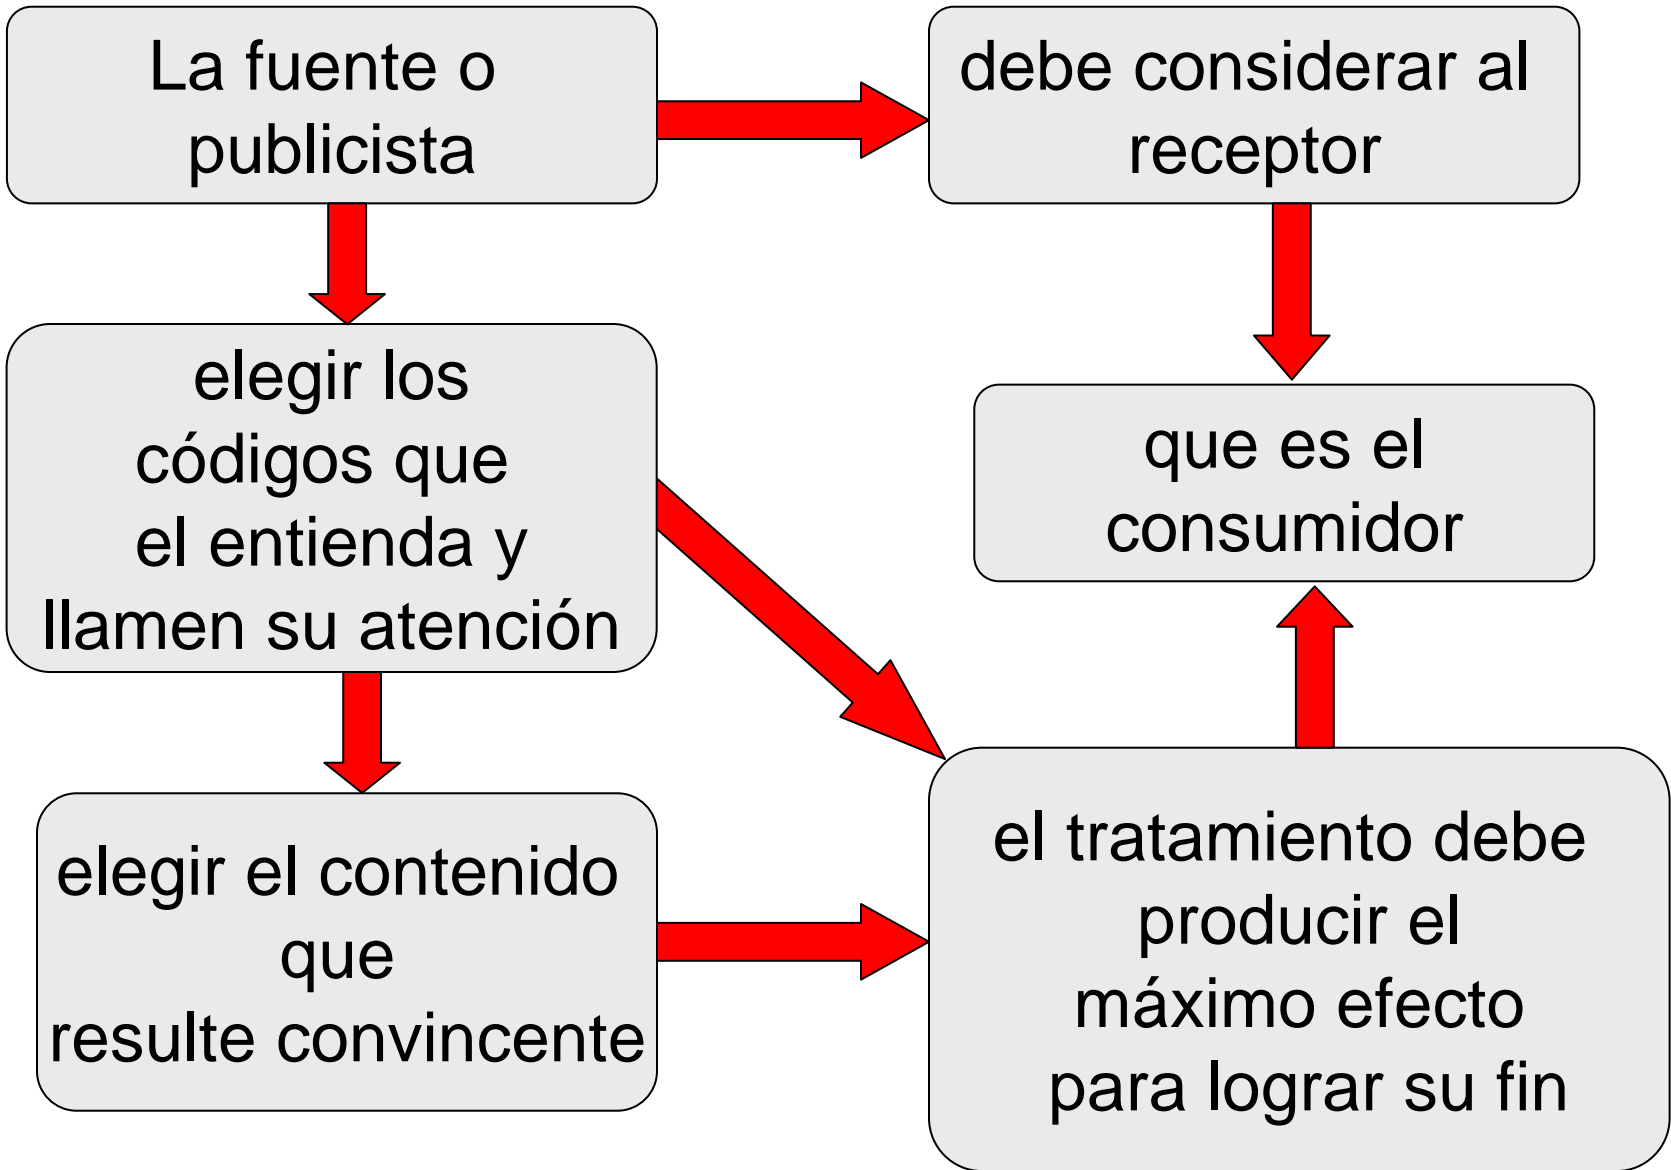 La fuente o
publicista
debe considerar al
receptor
elegir los
códigos que
el entienda y
llamen su atención
que es el
consumidor
elegir el contenido
que
resulte convincente
el tratamiento debe
producir el
máximo efecto
para lograr su fin